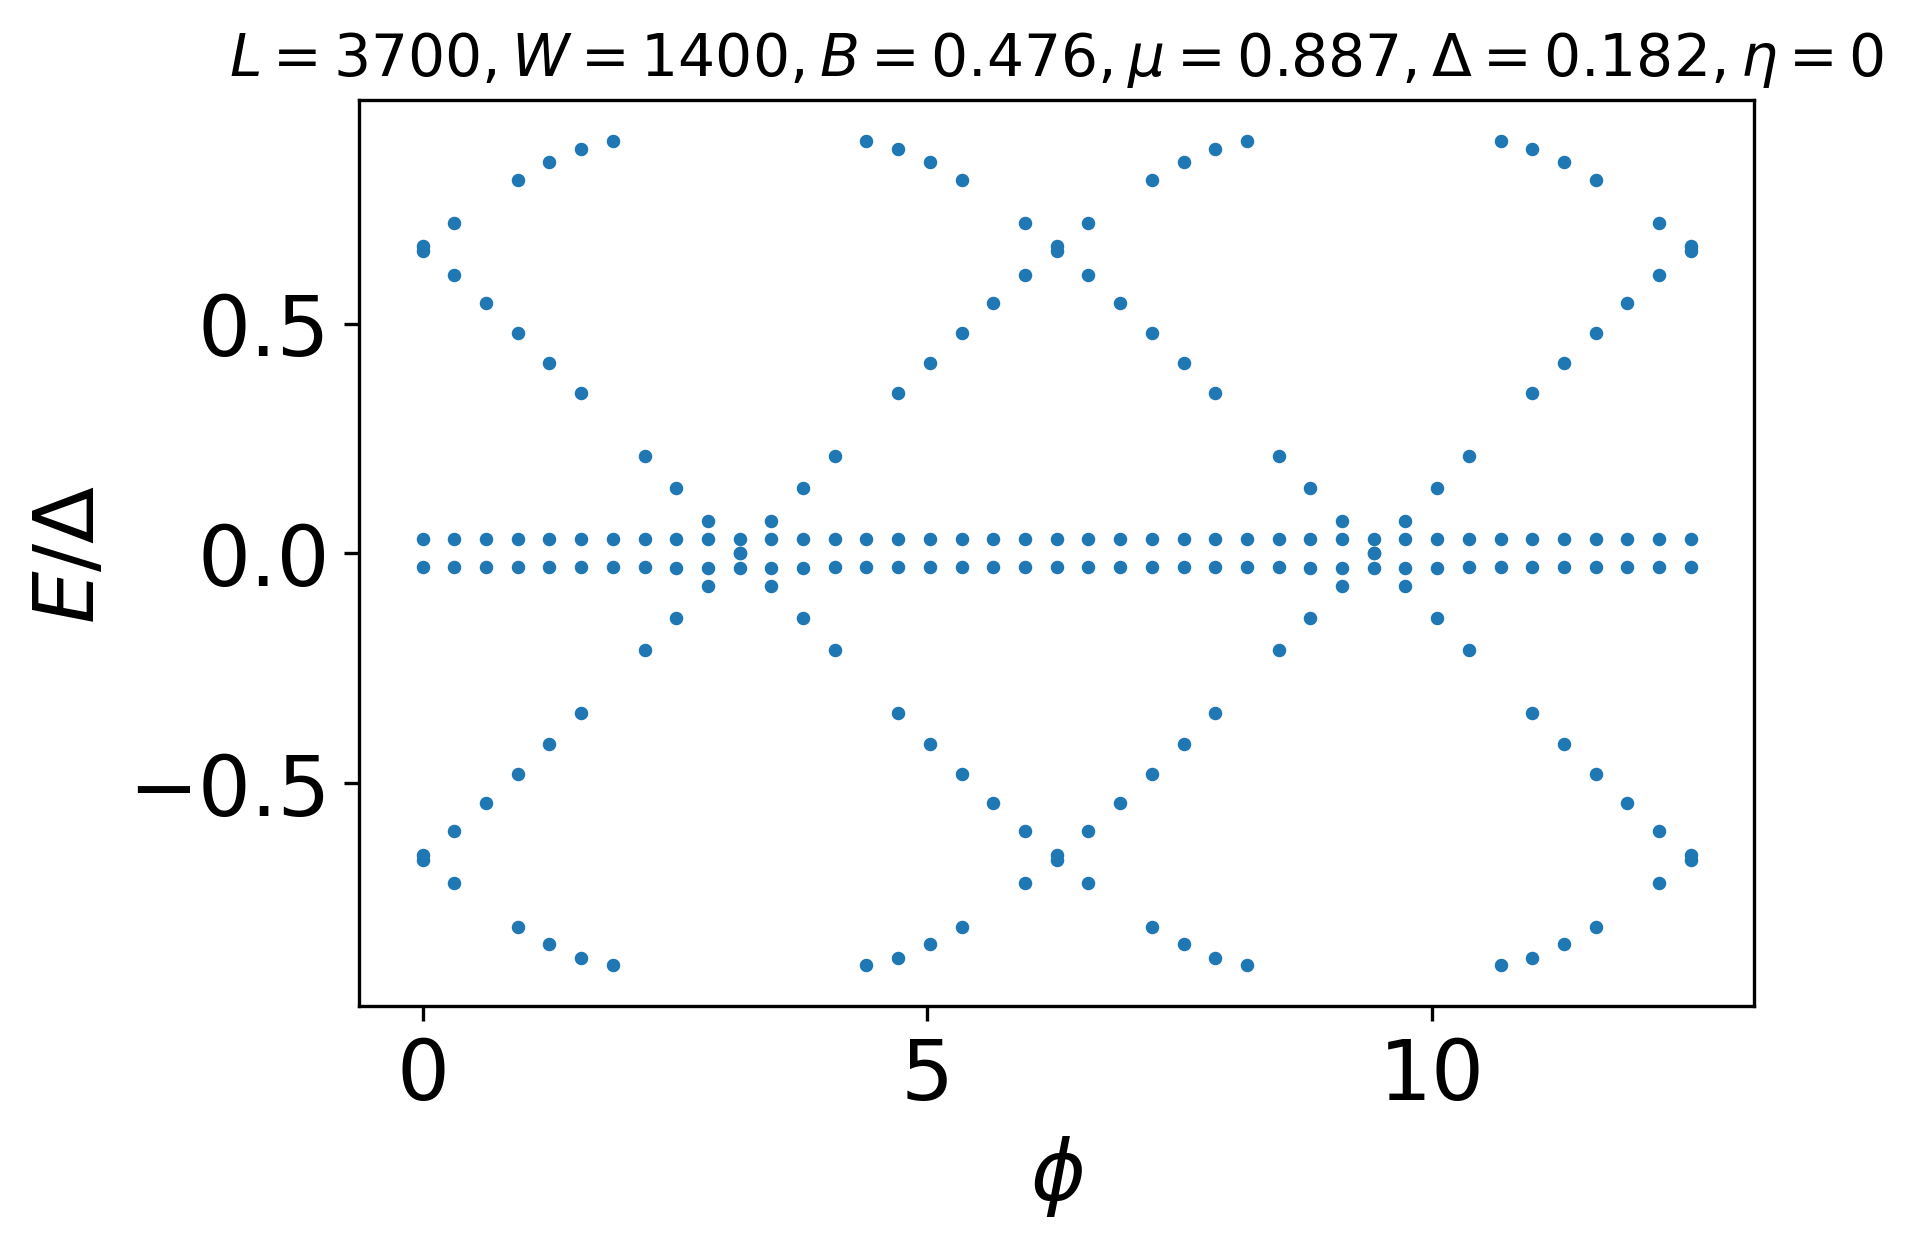 L = 3700, W = 1400, B = 0.476, μ = 0.887, Δ = 0.182, η = 0
E/Δ
0.5
0.0
−0.5
0 5 10
ϕ